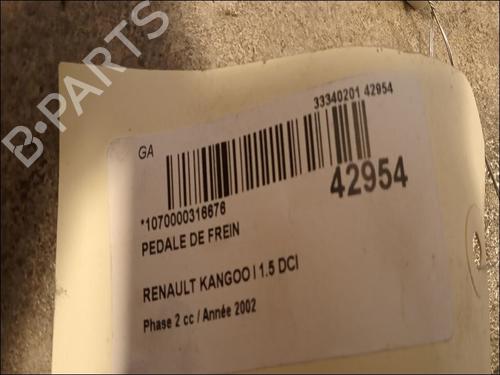 B-PARTS
33340201 42954
GA
42954
*1070000316676
PEDALE DE FREIN
RENAULT KANGOO I 1.5 DCI
Phase 2 cc / Année 2002